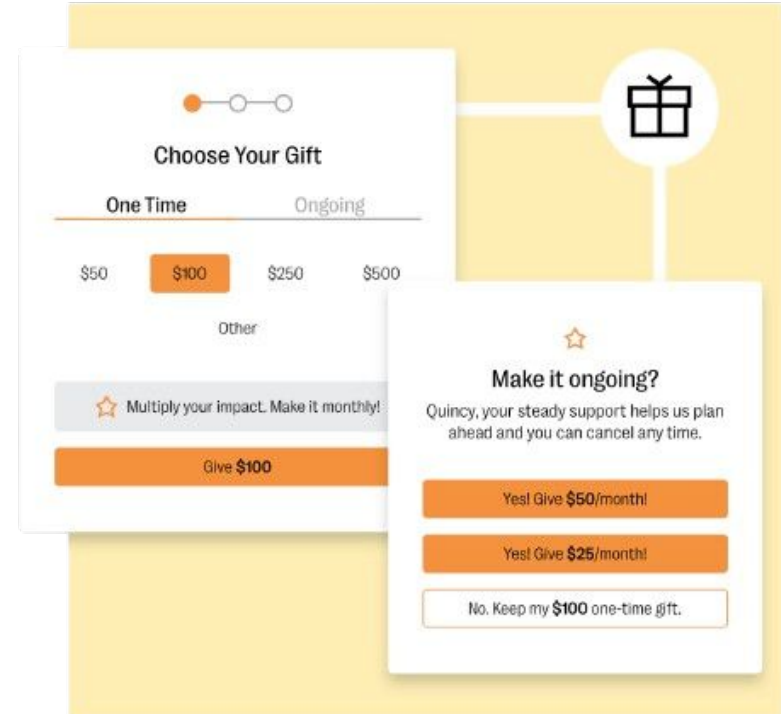 Choose Your Gift
One Time
Ongoing
$50
$100
$250
$500
Other
Multiply your impact. Make it monthly!
Give $100
Make it ongoing?
Quincy, your steady support helps us plan
ahead and you can cancel any time.
Yes! Give $50/month!
Yes! Give $25/month!
No. Keep my $100 one-time gift.